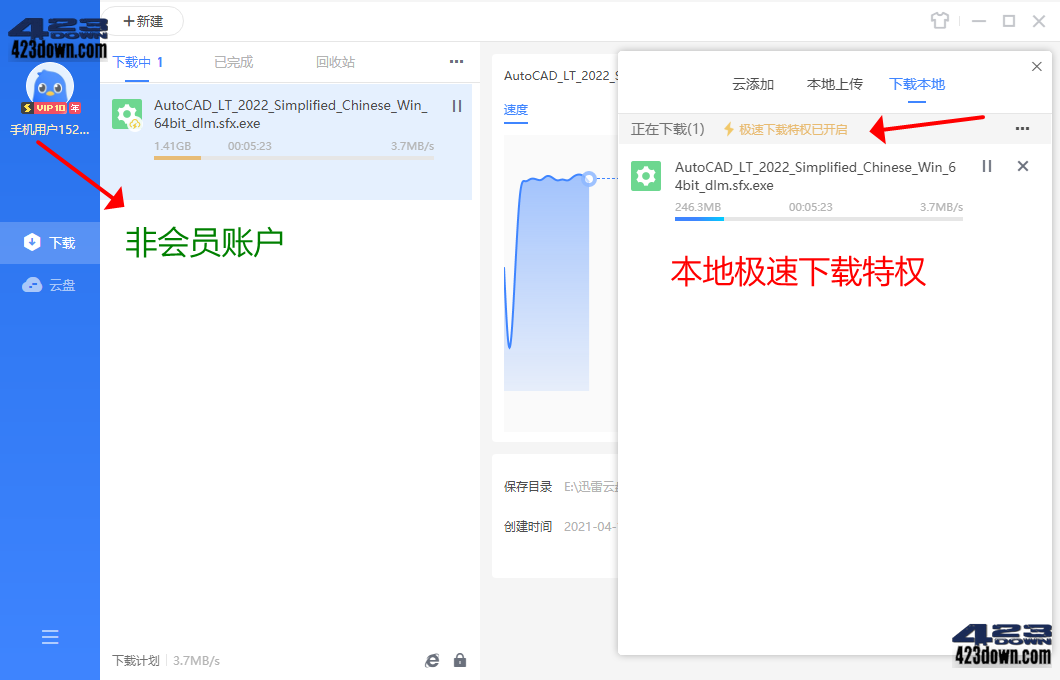 423
DOWN
423down.com
+新建
VIP10 年
手机用户152...
下载
云盘
下载中 1
已完成
回收站
AutoCAD_LT_2022_Simplified_Chinese_Win_
64bit_dlm.sfx.exe
1.41GB
00:05:23
3.7MB/s
非会员账户
下载计划
3.7MB/s
AutoCAD_LT_2022_S
速度
保存目录
E:\迅雷云盘
创建时间
2021-04-
云添加
本地上传
下载本地
正在下载(1)
极速下载特权已开启
AutoCAD_LT_2022_Simplified_Chinese_Win_6
4bit_dlm.sfx.exe
246.3MB
00:05:23
3.7MB/s
本地极速下载特权
423
DOWN
423down.com